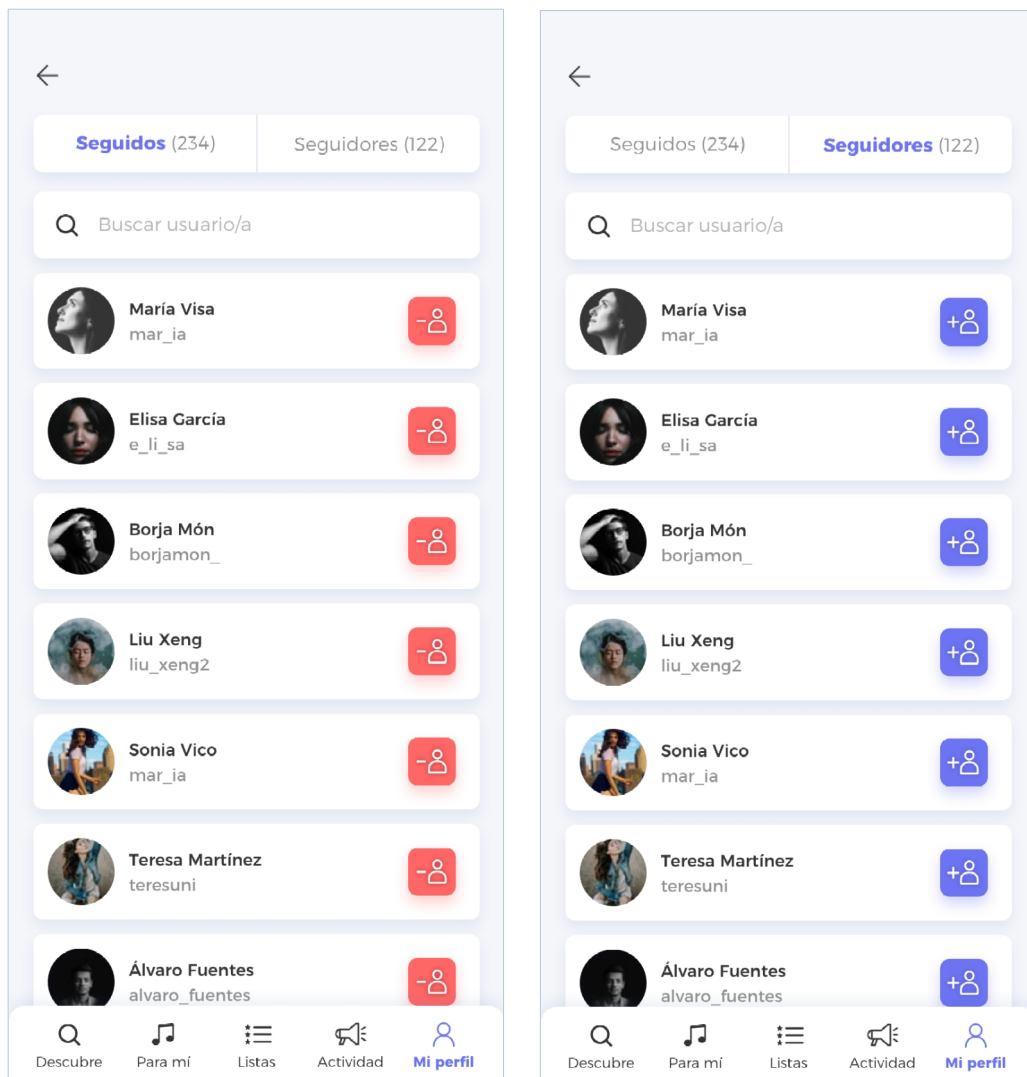 Seguidos (234) Seguidores (122)
Buscar usuario/a
María Visa
mar_ia
Elisa García
e_li_sa
Borja Món
borjamon_
Liu Xeng
liu_xeng2
Sonia Vico
mar_ia
Teresa Martínez
teresuni
Álvaro Fuentes
alvaro_fuentes
Descubre Para mí Listas Actividad Mi perfil
Seguidos (234) Seguidores (122)
Buscar usuario/a
María Visa
mar_ia
Elisa García
e_li_sa
Borja Món
borjamon_
Liu Xeng
liu_xeng2
Sonia Vico
mar_ia
Teresa Martínez
teresuni
Álvaro Fuentes
alvaro_fuentes
Descubre Para mí Listas Actividad Mi perfil